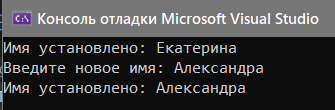 Консоль отладки Microsoft Visual Studio
Имя установлено: Екатерина
Введите новое имя: Александра
Имя установлено: Александра